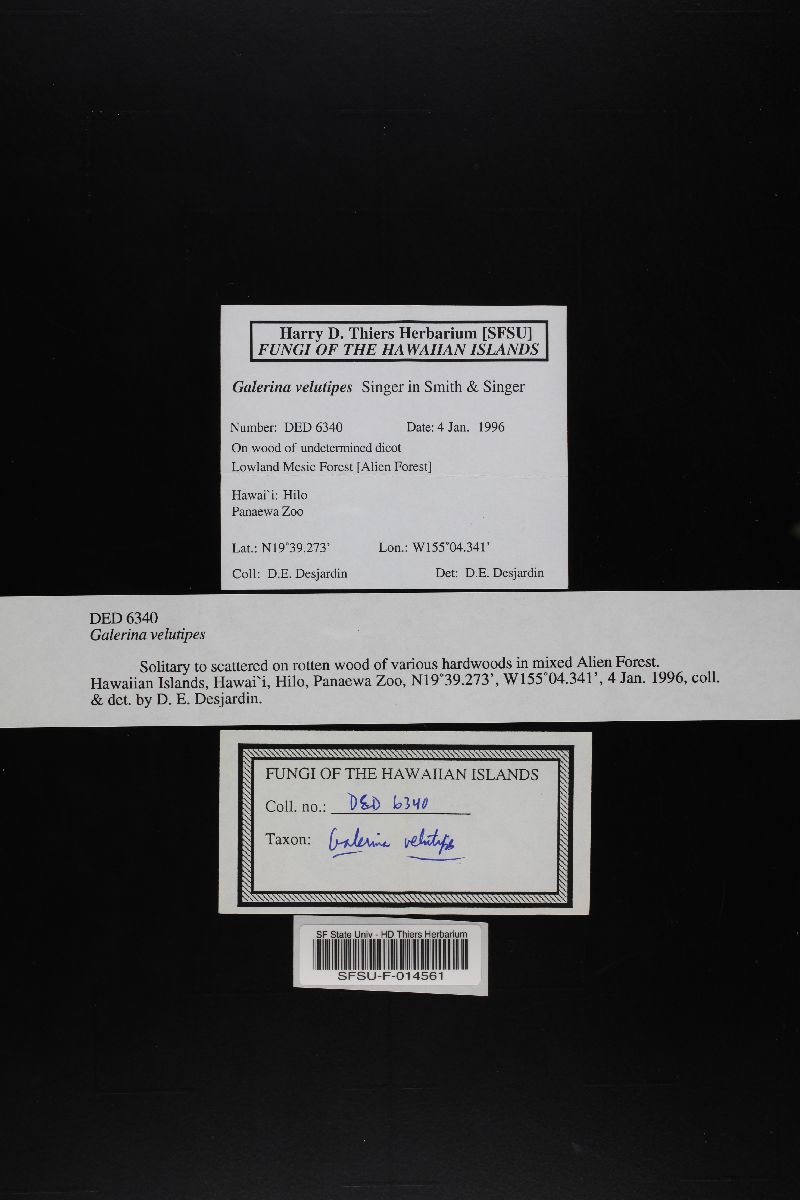 Harry D. Thiers Herbarium [SFSU]
FUNGI OF THE HAWAIIAN ISLANDS
Galerina velutipes Singer in Smith & Singer
Number: DED 6340 Date: 4 Jan. 1996
On wood of undetermined dicot
Lowland Mesic Forest [Alien Forest]
Hawai`i: Hilo
Panaewa Zoo
Lat.: N19°39.273' Lon.: W155°04.341'
Coll: D.E. Desjardin Det: D.E. Desjardin
DED 6340
Galerina velutipes
Solitary to scattered on rotten wood of various hardwoods in mixed Alien Forest.
Hawaiian Islands, Hawai`i, Hilo, Panaewa Zoo, N19°39.273', W155°04.341', 4 Jan. 1996, coll.
& det. by D. E. Desjardin.
FUNGI OF THE HAWAIIAN ISLANDS
Coll. no.: DED 6340
Taxon: Galerina velutipes
SF State Univ - HD Thiers Herbarium
SFSU-F-014561